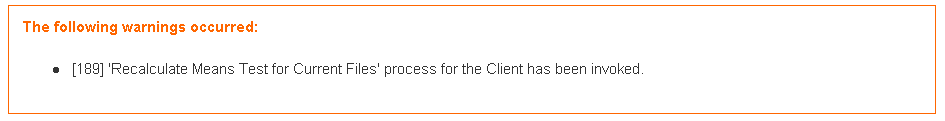 The following warnings occurred:
● [189] 'Recalculate Means Test for Current Files' process for the Client has been invoked.